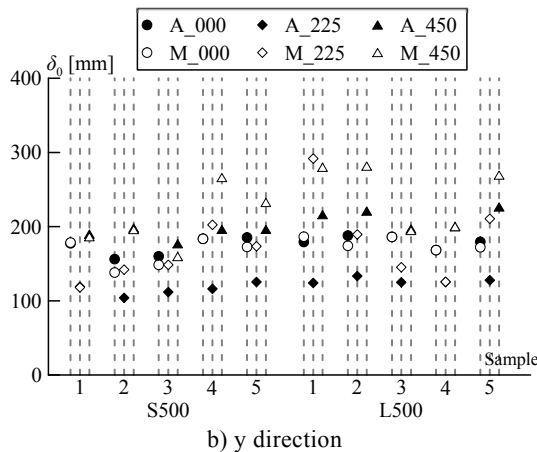 A_000 A_225 A_450
M_000 M_225 M_450
δ₀ [mm]
400
300
200
100
0
Sample
1 2 3 4 5 1 2 3 4 5
S500 L500
b) y direction